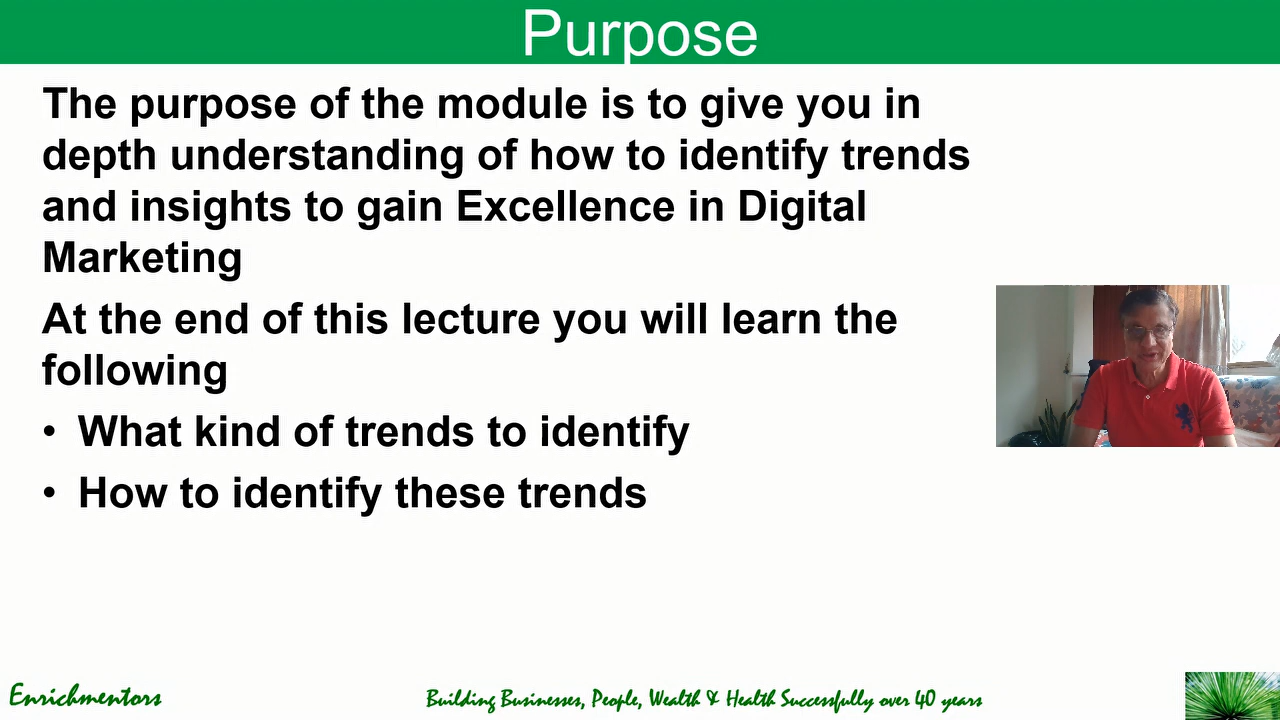 Purpose
The purpose of the module is to give you in
depth understanding of how to identify trends
and insights to gain Excellence in Digital
Marketing
At the end of this lecture you will learn the
following
• What kind of trends to identify
• How to identify these trends
Enrichmentors
Building Businesses, People, Wealth & Health Successfully over 40 years